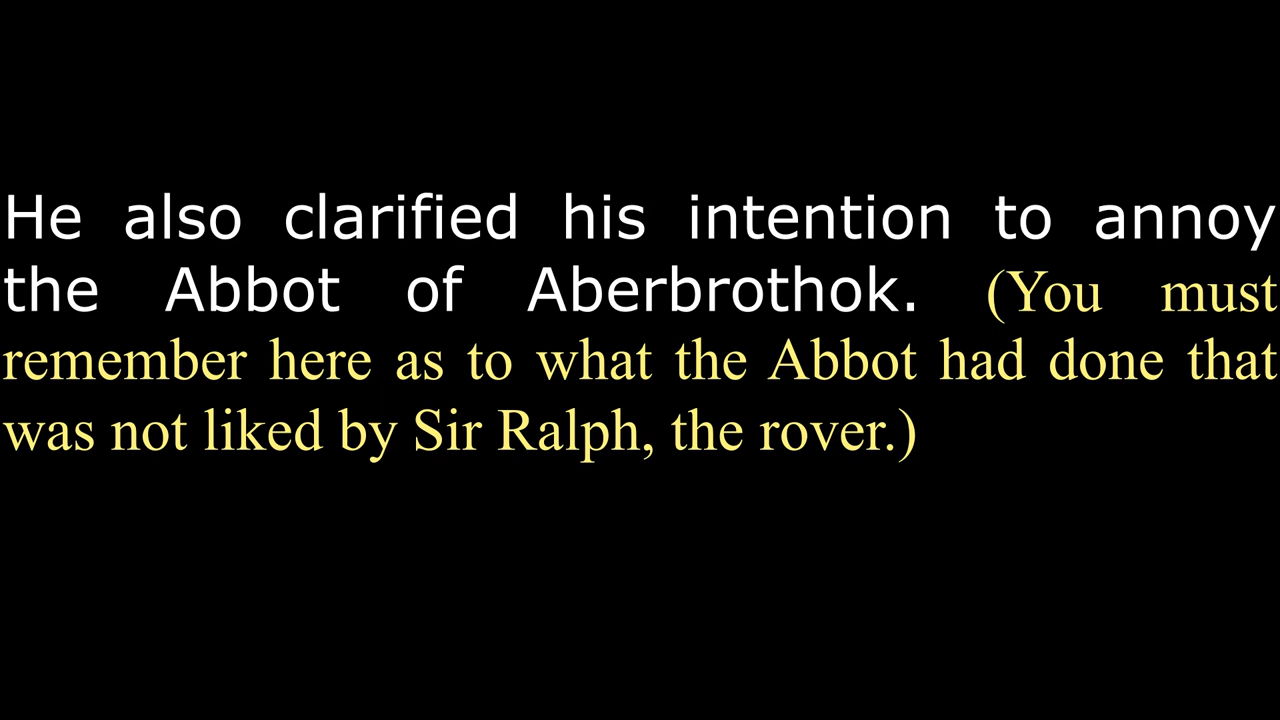 He also clarified his intention to annoy
the Abbot of Aberbrothok. (You must
remember here as to what the Abbot had done that
was not liked by Sir Ralph, the rover.)